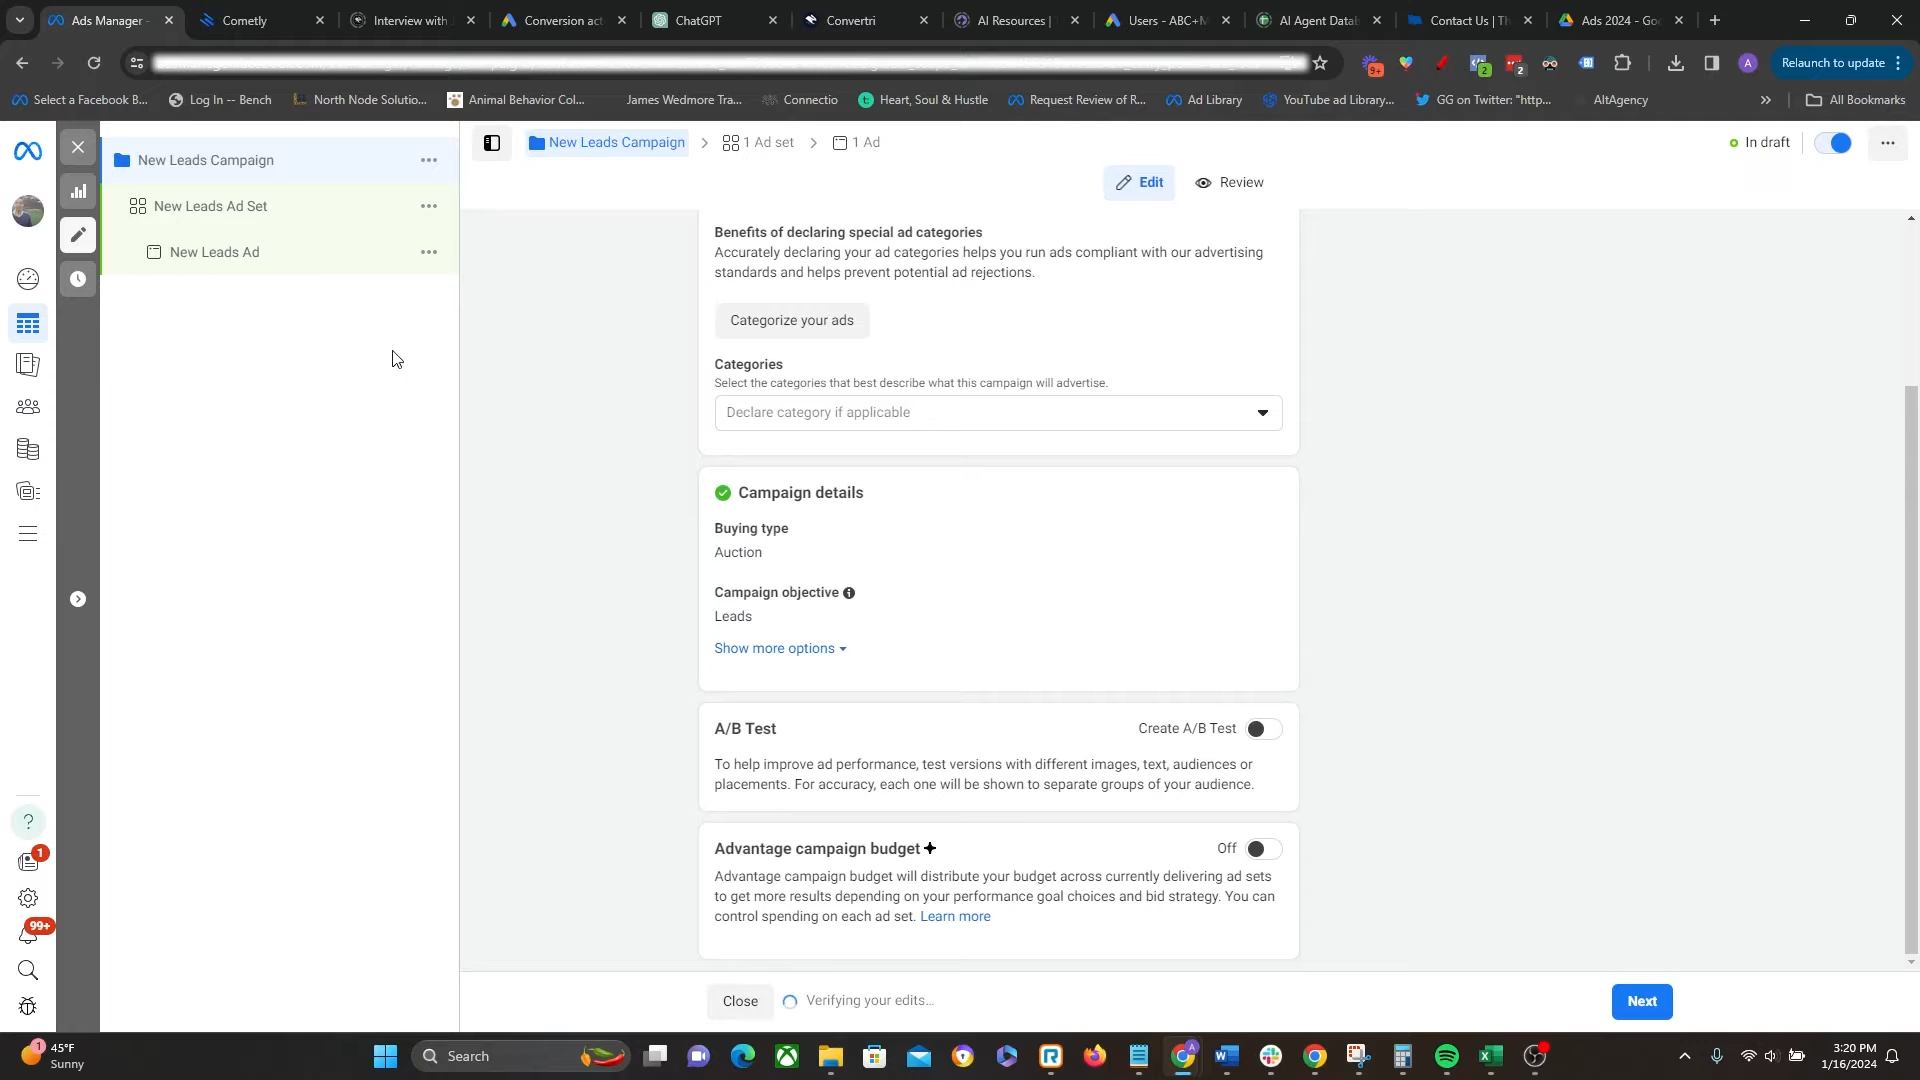 Ads Manager -
Cometly
Interview with
Conversion act
ChatGPT
Convertri
AI Resources |
Users - ABC+M
AI Agent Datab
Contact Us | Th
Ads 2024 - Goo
9+
2
2
A
Relaunch to update
Select a Facebook B...
Log In -- Bench
North Node Solutio...
Animal Behavior Col...
James Wedmore Tra...
Connectio
Heart, Soul & Hustle
Request Review of R...
Ad Library
YouTube ad Library...
GG on Twitter: "http...
AltAgency
All Bookmarks
New Leads Campaign
New Leads Ad Set
New Leads Ad
New Leads Campaign
1 Ad set
1 Ad
In draft
Edit
Review
Benefits of declaring special ad categories
Accurately declaring your ad categories helps you run ads compliant with our advertising
standards and helps prevent potential ad rejections.
Categorize your ads
Categories
Select the categories that best describe what this campaign will advertise.
Declare category if applicable
Campaign details
Buying type
Auction
Campaign objective
Leads
Show more options
A/B Test
Create A/B Test
To help improve ad performance, test versions with different images, text, audiences or
placements. For accuracy, each one will be shown to separate groups of your audience.
Advantage campaign budget
Off
Advantage campaign budget will distribute your budget across currently delivering ad sets
to get more results depending on your performance goal choices and bid strategy. You can
control spending on each ad set. Learn more
1
99+
Close
Verifying your edits...
Next
1
45°F
Sunny
Search
A
3:20 PM
1/16/2024